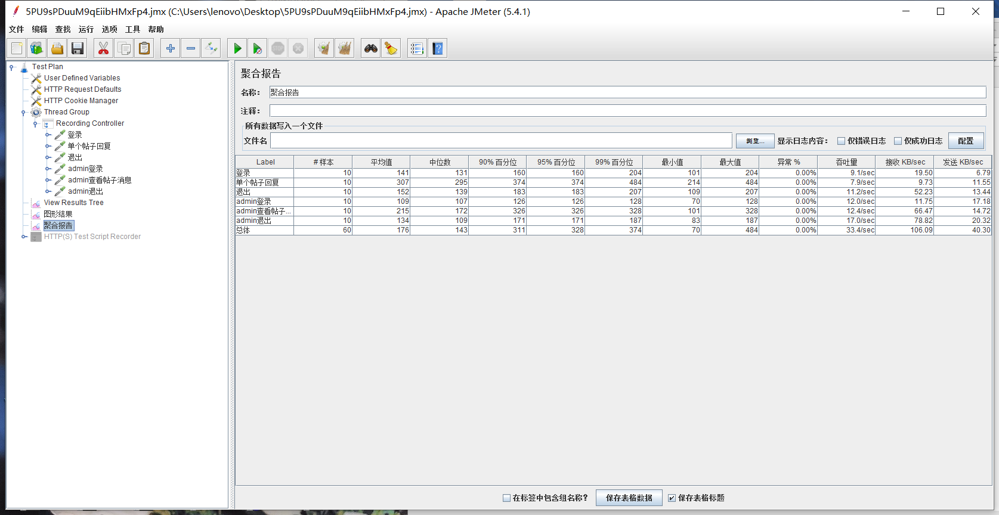 5PU9sPDuuM9qEiibHMxFp4.jmx (C:\Users\lenovo\Desktop\5PU9sPDuuM9qEiibHMxFp4.jmx) - Apache JMeter (5.4.1)
文件 编辑 查找 运行 选项 工具 帮助
Test Plan
User Defined Variables
HTTP Request Defaults
HTTP Cookie Manager
Thread Group
Recording Controller
登录
单个帖子回复
退出
admin登录
admin查看帖子消息
admin退出
View Results Tree
图形结果
聚合报告
HTTP(S) Test Script Recorder
聚合报告
名称: 聚合报告
注释:
所有数据写入一个文件
文件名 浏览... 显示日志内容: 仅错误日志 仅成功日志 配置
Label # 样本 平均值 中位数 90% 百分位 95% 百分位 99% 百分位 最小值 最大值 异常 % 吞吐量 接收 KB/sec 发送 KB/sec
登录 10 141 131 160 160 204 101 204 0.00% 9.1/sec 19.50 6.79
单个帖子回复 10 307 295 374 374 484 214 484 0.00% 7.9/sec 9.73 11.55
退出 10 152 139 183 183 207 109 207 0.00% 11.2/sec 52.23 13.44
admin登录 10 109 107 126 126 128 70 128 0.00% 12.0/sec 11.75 17.18
admin查看帖子... 10 215 172 326 326 328 101 328 0.00% 12.4/sec 66.47 14.72
admin退出 10 134 109 171 171 187 83 187 0.00% 17.0/sec 78.82 20.32
总体 60 176 143 311 328 374 70 484 0.00% 33.4/sec 106.09 40.30
在标签中包含组名称? 保存表格数据 保存表格标题